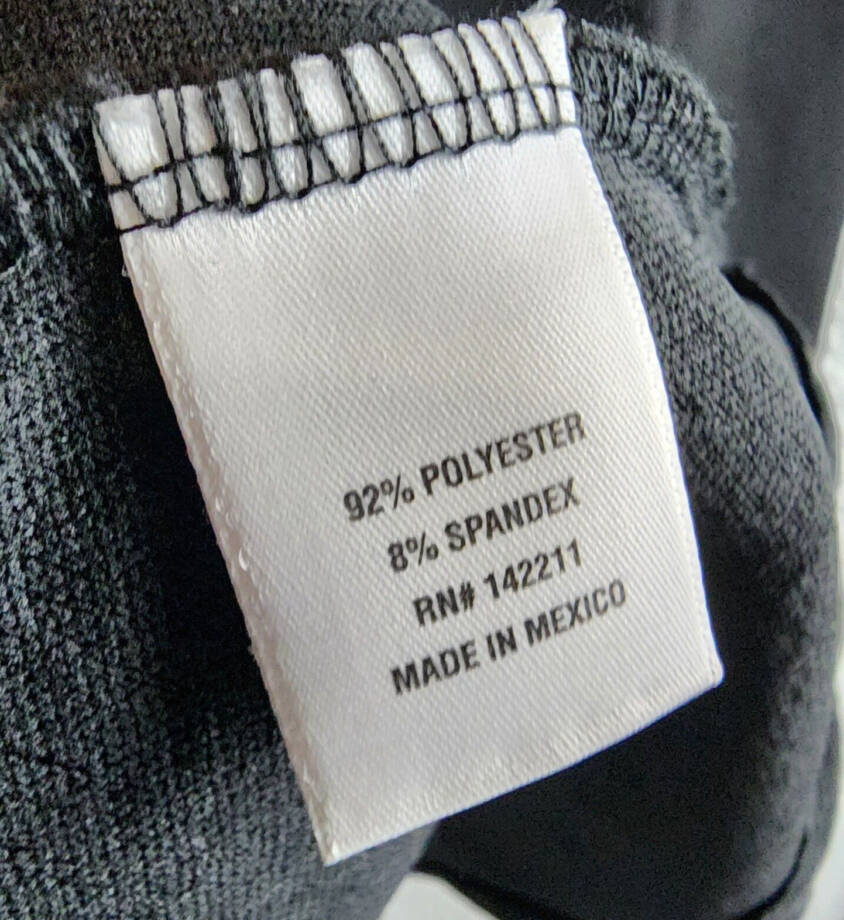 92% POLYESTER
8% SPANDEX
RN# 142211
MADE IN MEXICO